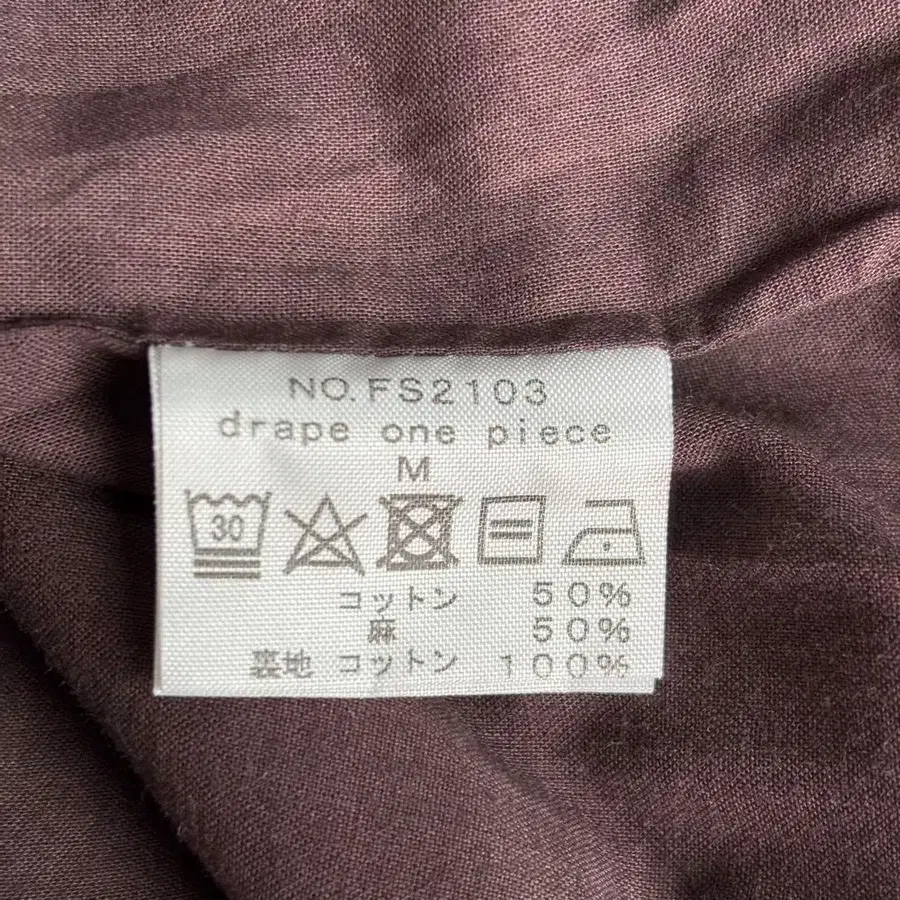 NO.FS2103
drape one piece
M
30
コットン 50%
麻 50%
裏地 コットン 100%